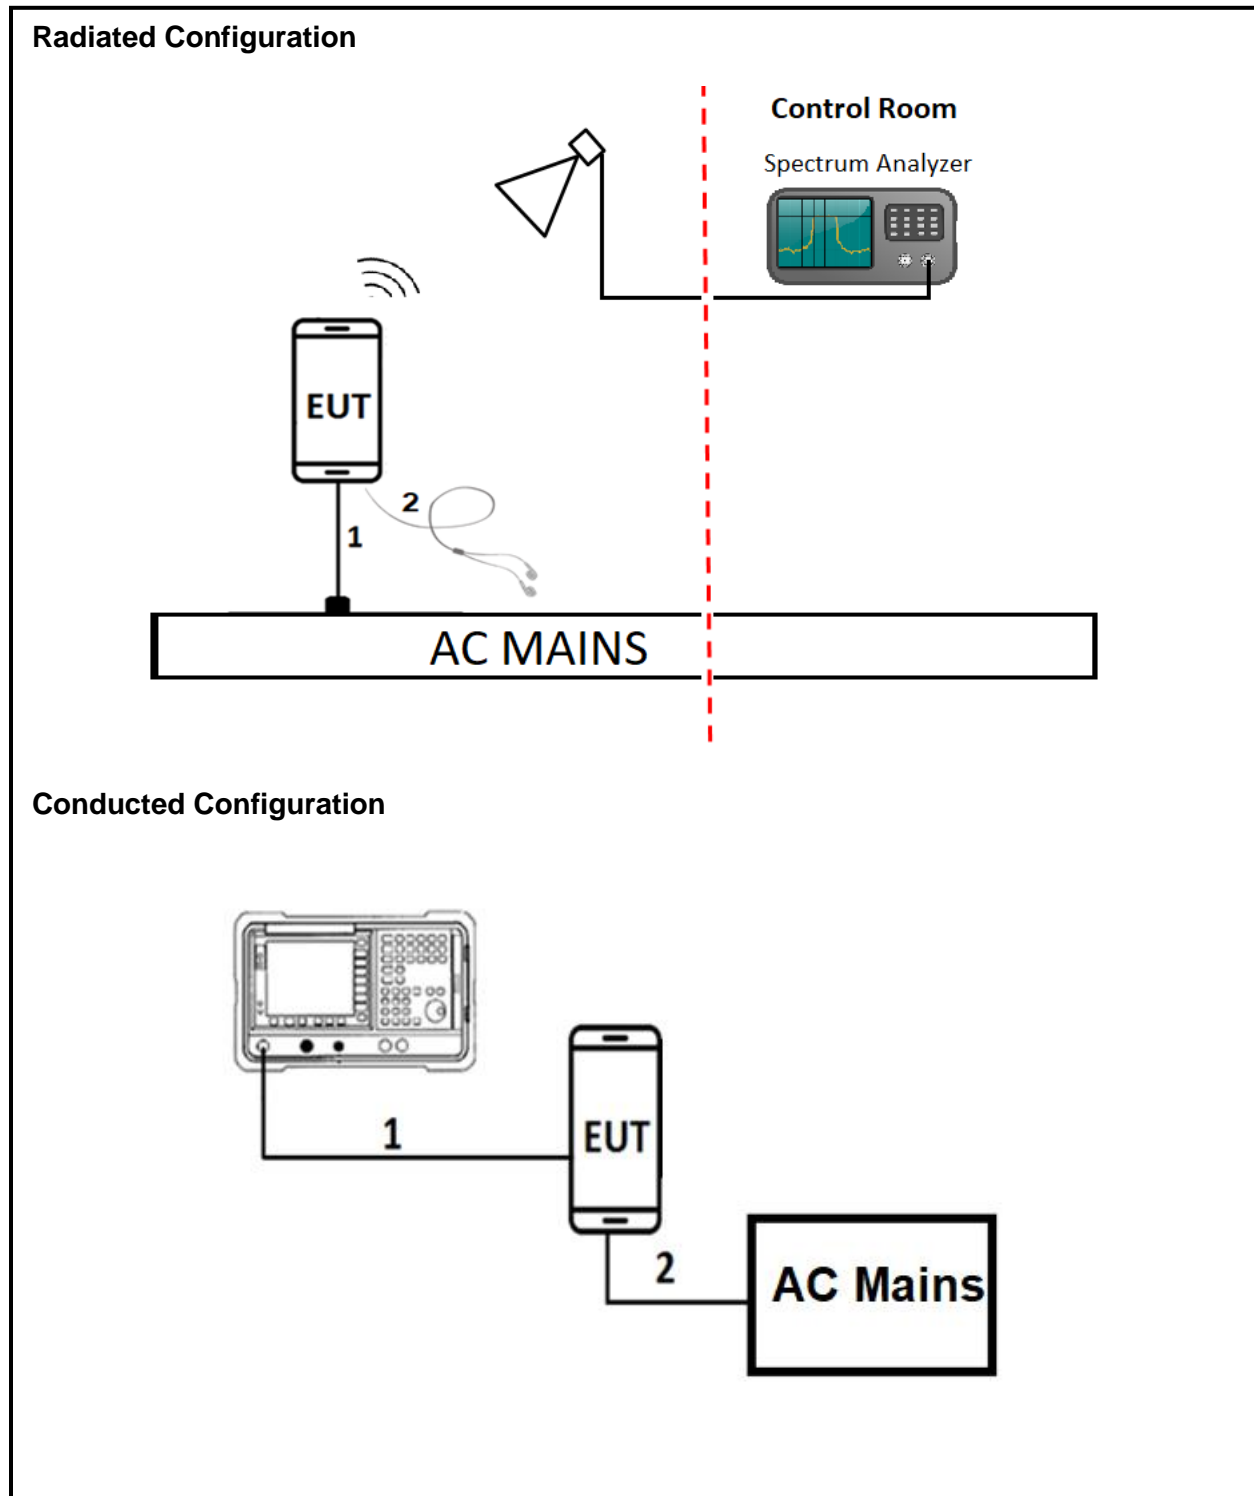 Radiated Configuration
Control Room
Spectrum Analyzer
EUT
2
1
AC MAINS
Conducted Configuration
1
EUT
2
AC Mains